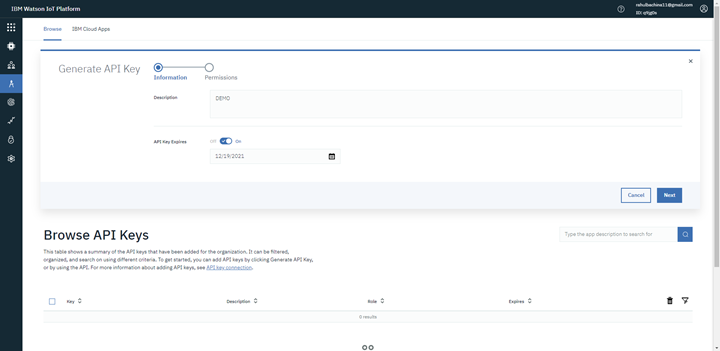 IBM Watson IoT Platform
rahulbachina11@gmail.com
Browse
IBM Cloud Apps
Generate API Key
Information
Permissions
Description
DEMO
API Key Expires
Off
On
12/19/2021
Cancel
Next
Browse API Keys
Type the app description to search for
This table shows a summary of the API keys that have been added for the organization. It can be filtered,
organized, and search on using different criteria. To get started, you can add API keys by clicking Generate API Key,
or by using the API. For more information about adding API keys, see API key connection.
Key
Description
Role
Expires
0 results